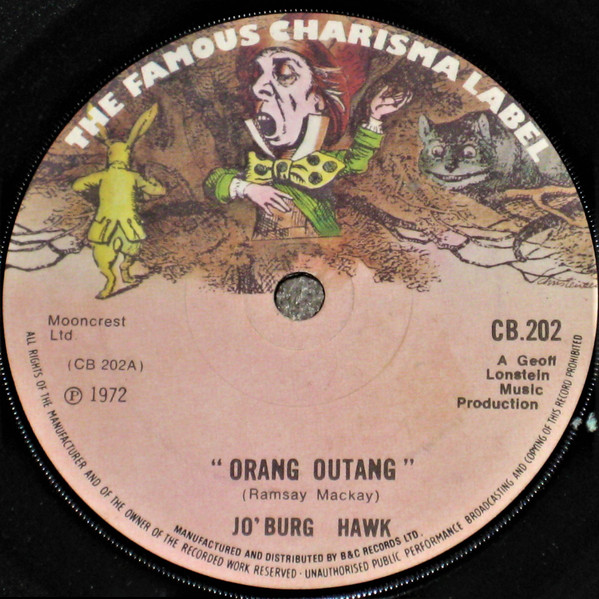 THE FAMOUS CHARISMA LABEL
Mooncrest
Ltd
(CB 202A)
℗ 1972
CB.202
A Geoff
Lonstein
Music
Production
"ORANG OUTANG"
(Ramsay Mackay)
JO'BURG HAWK
MANUFACTURED AND DISTRIBUTED BY B&C RECORDS LTD.
ALL RIGHTS OF THE MANUFACTURER AND OF THE OWNER OF THE RECORDED WORK RESERVED - UNAUTHORISED PUBLIC PERFORMANCE BROADCASTING AND COPYING OF THIS RECORD PROHIBITED